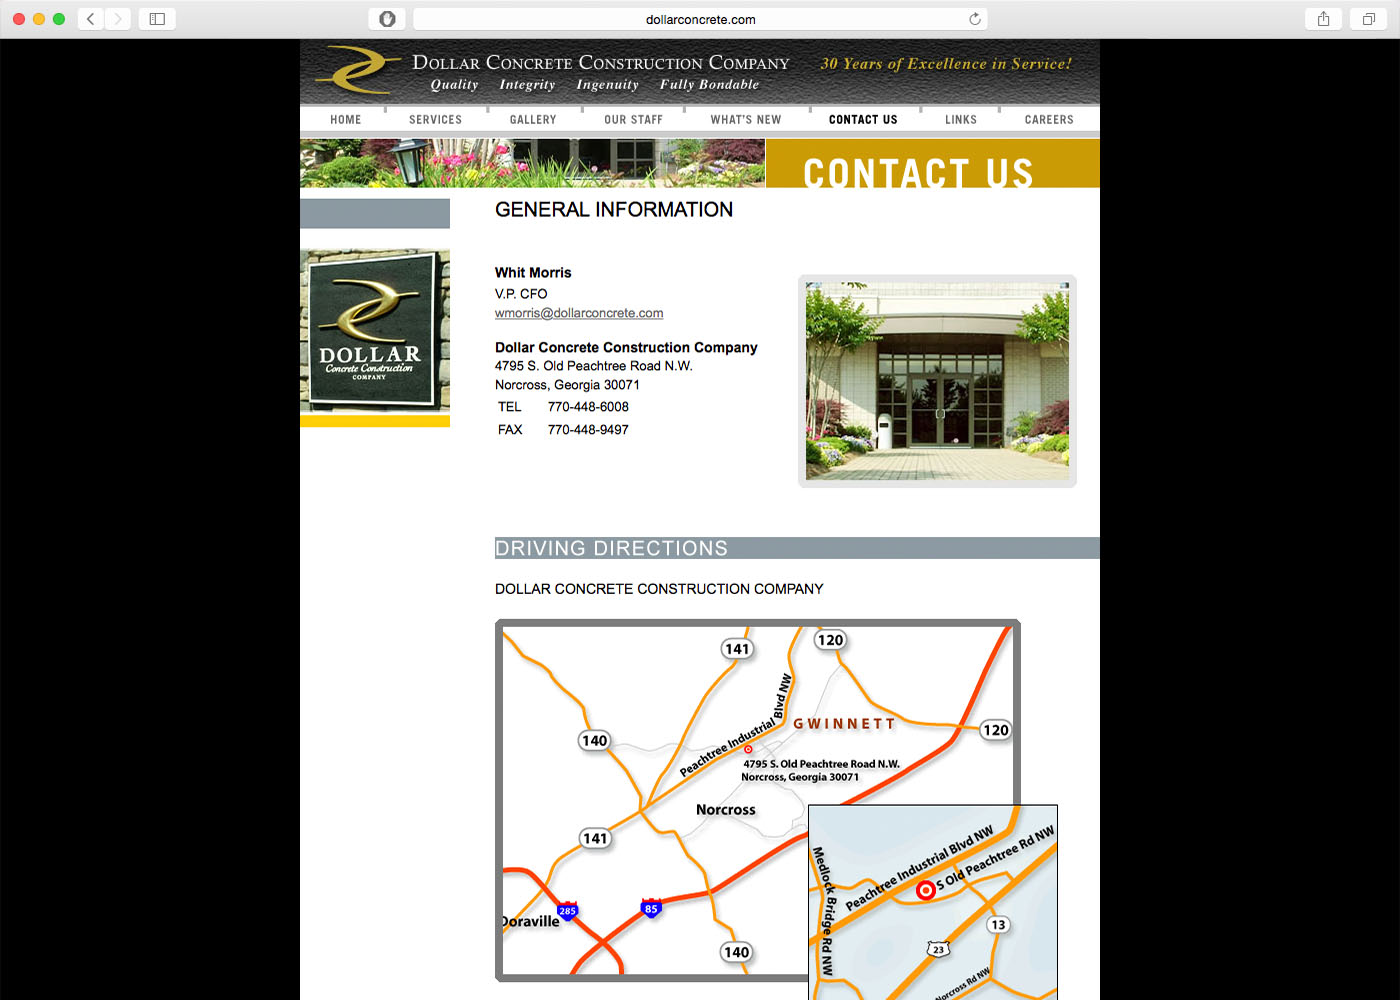 dollarconcrete.com
DOLLAR CONCRETE CONSTRUCTION COMPANY
30 Years of Excellence in Service!
Quality Integrity Ingenuity Fully Bondable
HOME SERVICES GALLERY OUR STAFF WHAT'S NEW CONTACT US LINKS CAREERS
CONTACT US
GENERAL INFORMATION
DOLLAR
Concrete Construction
COMPANY
Whit Morris
V.P. CFO
wmorris@dollarconcrete.com
Dollar Concrete Construction Company
4795 S. Old Peachtree Road N.W.
Norcross, Georgia 30071
TEL 770-448-6008
FAX 770-448-9497
DRIVING DIRECTIONS
DOLLAR CONCRETE CONSTRUCTION COMPANY
141
120
Peachtree Industrial Blvd NW
GWINNETT
120
140
4795 S. Old Peachtree Road N.W.
Norcross, Georgia 30071
Norcross
141
285
85
Doraville
140
Peachtree Industrial Blvd NW
S Old Peachtree Rd NW
Medlock Bridge Rd NW
13
23
Norcross Rd NW